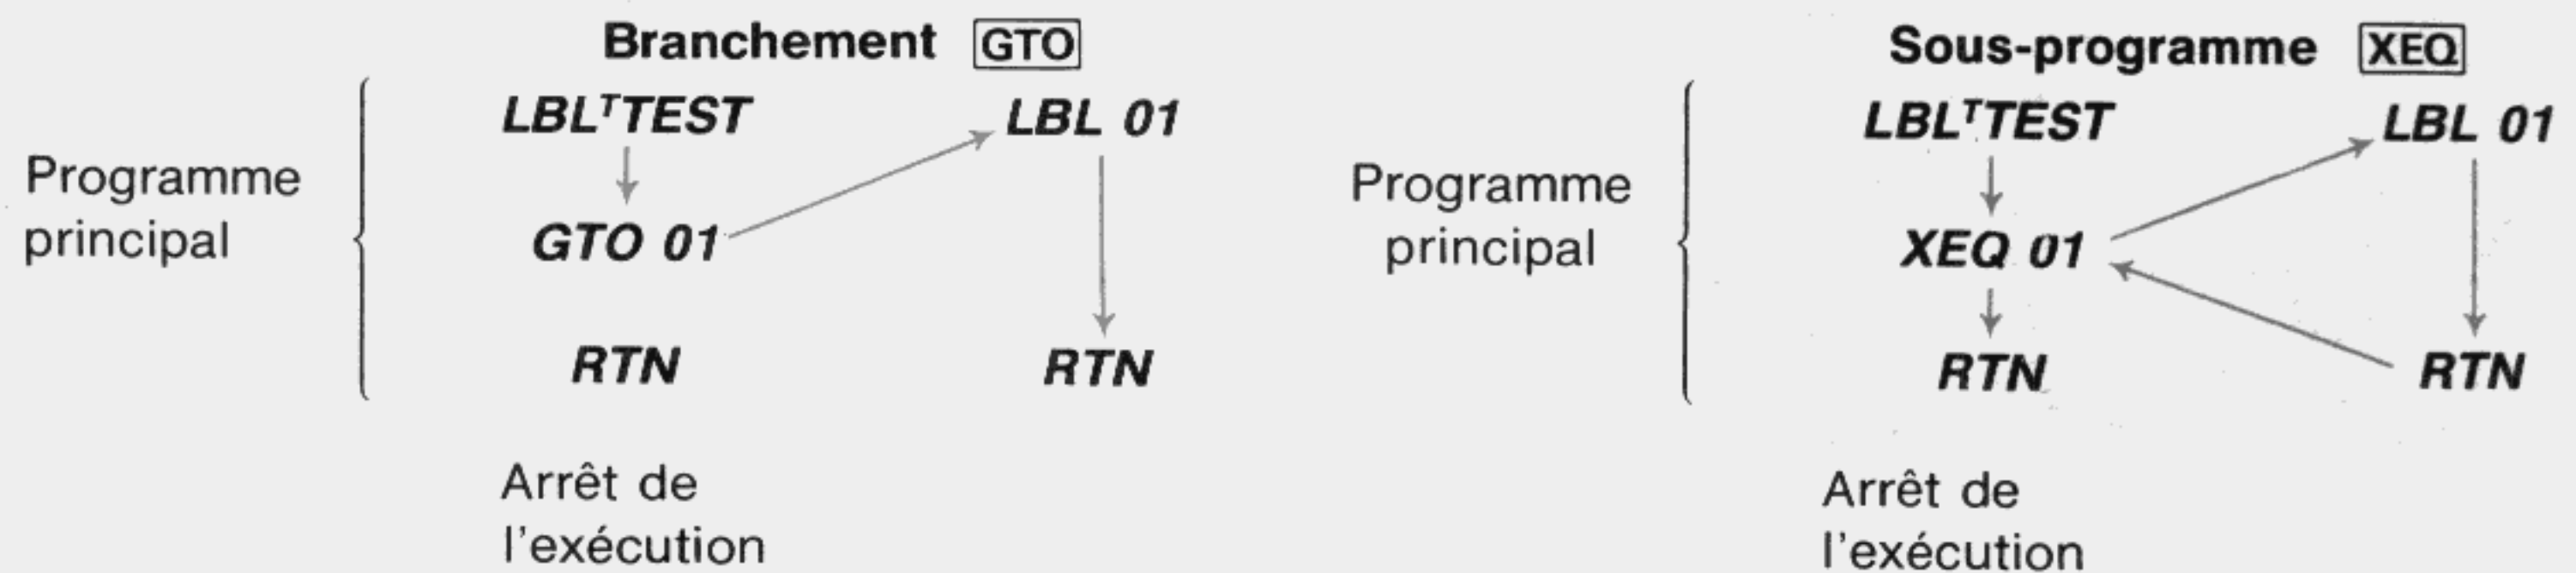 Branchement GTO
LBLᵀTEST LBL 01
Programme
principal
GTO 01
RTN RTN
Arrêt de
l'exécution
Sous-programme XEQ
LBLᵀTEST LBL 01
Programme
principal
XEQ 01
RTN RTN
Arrêt de
l'exécution